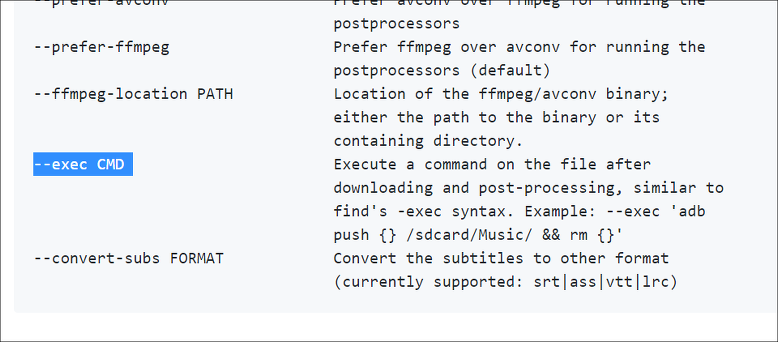 --prefer-avconv Prefer avconv over ffmpeg for running the
postprocessors
--prefer-ffmpeg Prefer ffmpeg over avconv for running the
postprocessors (default)
--ffmpeg-location PATH Location of the ffmpeg/avconv binary;
either the path to the binary or its
containing directory.
--exec CMD Execute a command on the file after
downloading and post-processing, similar to
find's -exec syntax. Example: --exec 'adb
push {} /sdcard/Music/ && rm {}'
--convert-subs FORMAT Convert the subtitles to other format
(currently supported: srt|ass|vtt|lrc)